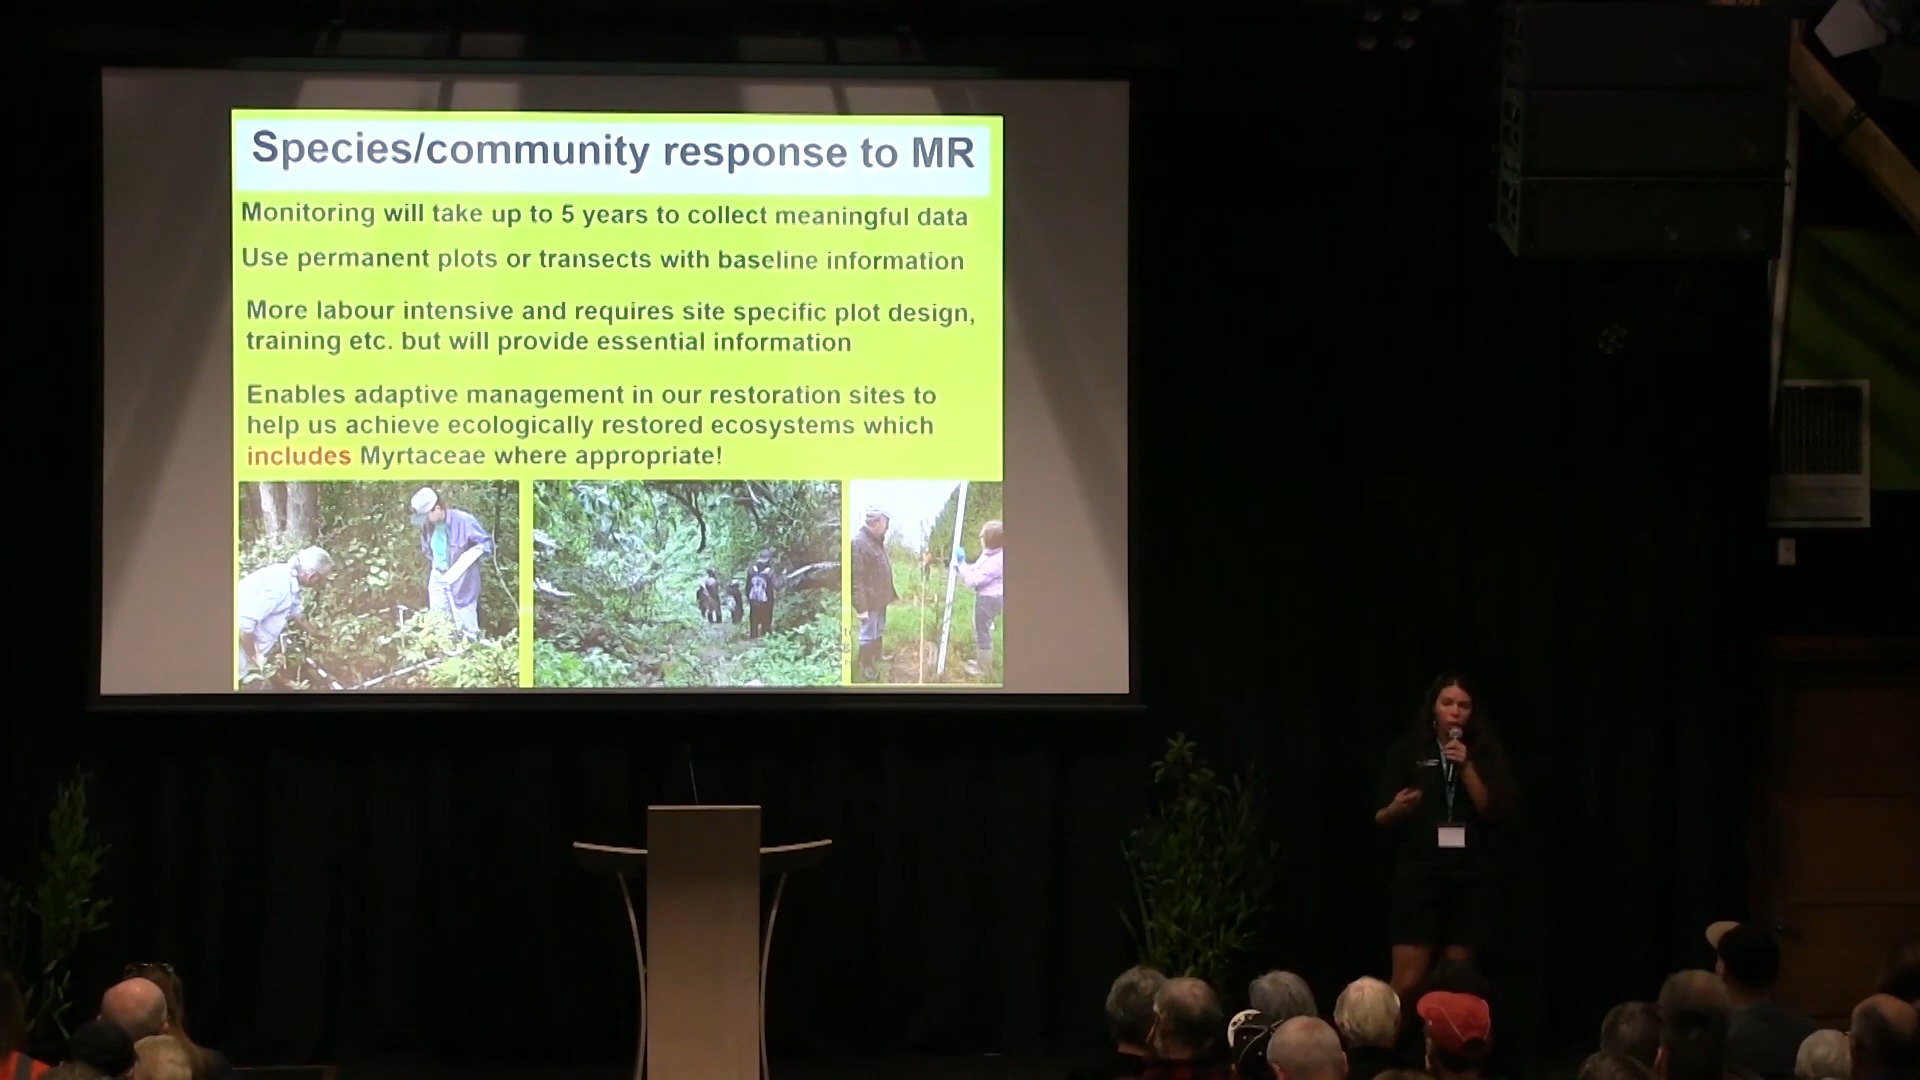 Species/community response to MR
Monitoring will take up to 5 years to collect meaningful data
Use permanent plots or transects with baseline information
More labour intensive and requires site specific plot design,
training etc. but will provide essential information
Enables adaptive management in our restoration sites to
help us achieve ecologically restored ecosystems which
includes Myrtaceae where appropriate!